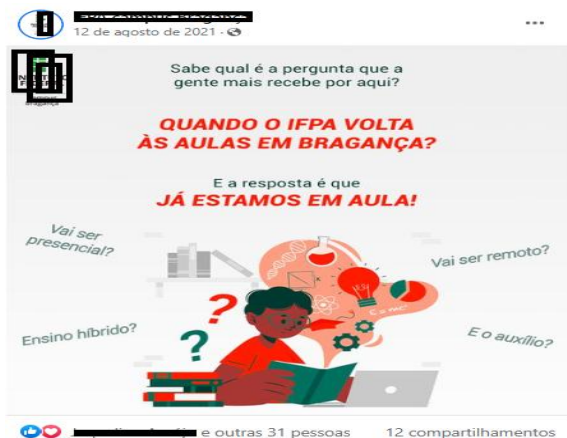 12 de agosto de 2021 ·
Sabe qual é a pergunta que a
gente mais recebe por aqui?
QUANDO O IFPA VOLTA
ÀS AULAS EM BRAGANÇA?
E a resposta é que
JÁ ESTAMOS EM AULA!
Vai ser
presencial?
Vai ser remoto?
Ensino híbrido?
E o auxílio?
E=mc²
e outras 31 pessoas
12 compartilhamentos